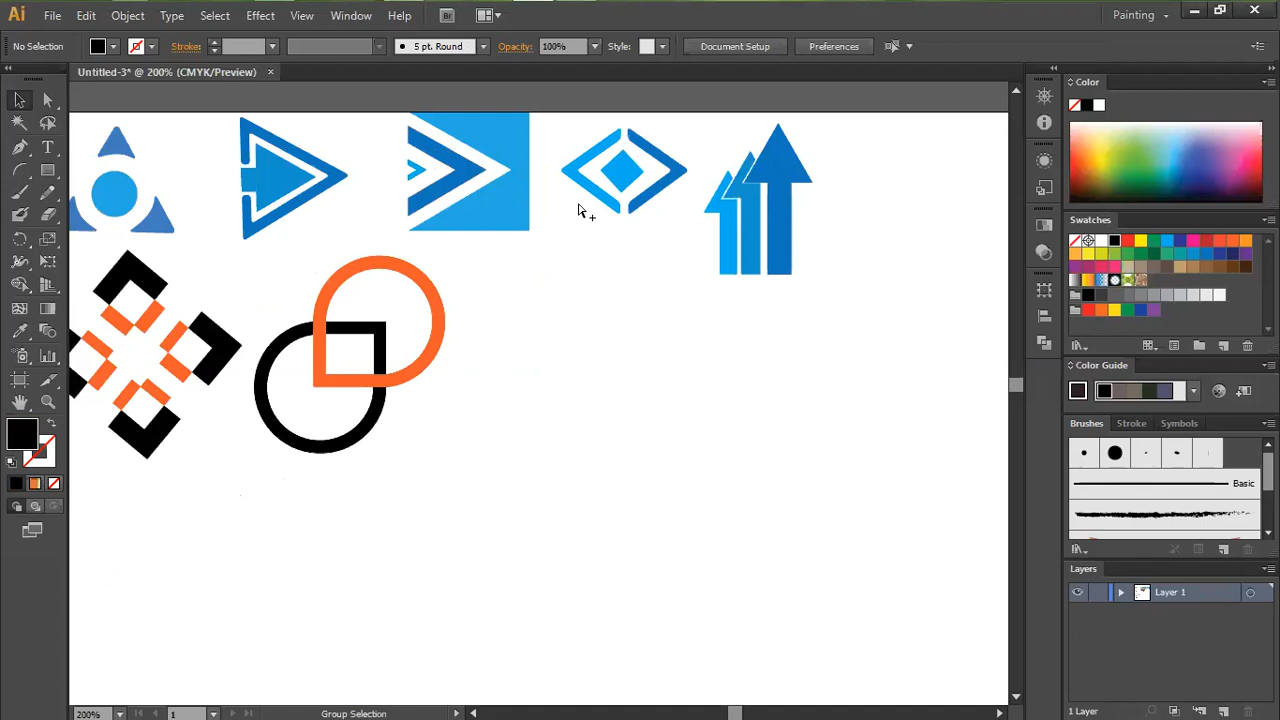 Ai File Edit Object Type Select Effect View Window Help Br Painting
No Selection Stroke: 5 pt. Round Opacity: 100% Style: Document Setup Preferences
Untitled-3* @ 200% (CMYK/Preview)
Color
Swatches
Color Guide
Brushes Stroke Symbols
Basic
Layers
Layer 1
1 Layer
200% 1 Group Selection